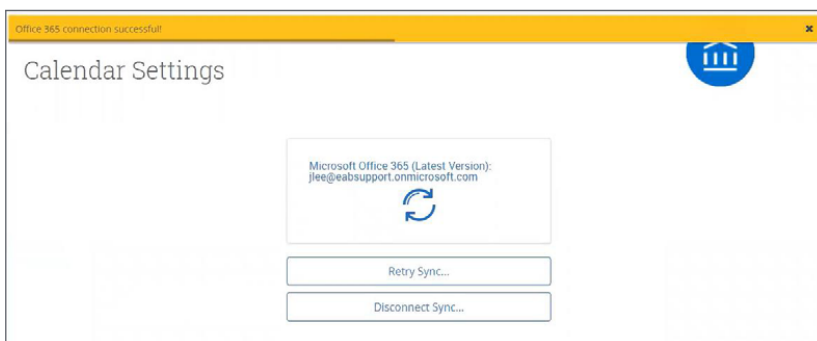 Office 365 connection successful!
Calendar Settings
Microsoft Office 365 (Latest Version):
jlee@eabsupport.onmicrosoft.com
Retry Sync...
Disconnect Sync...